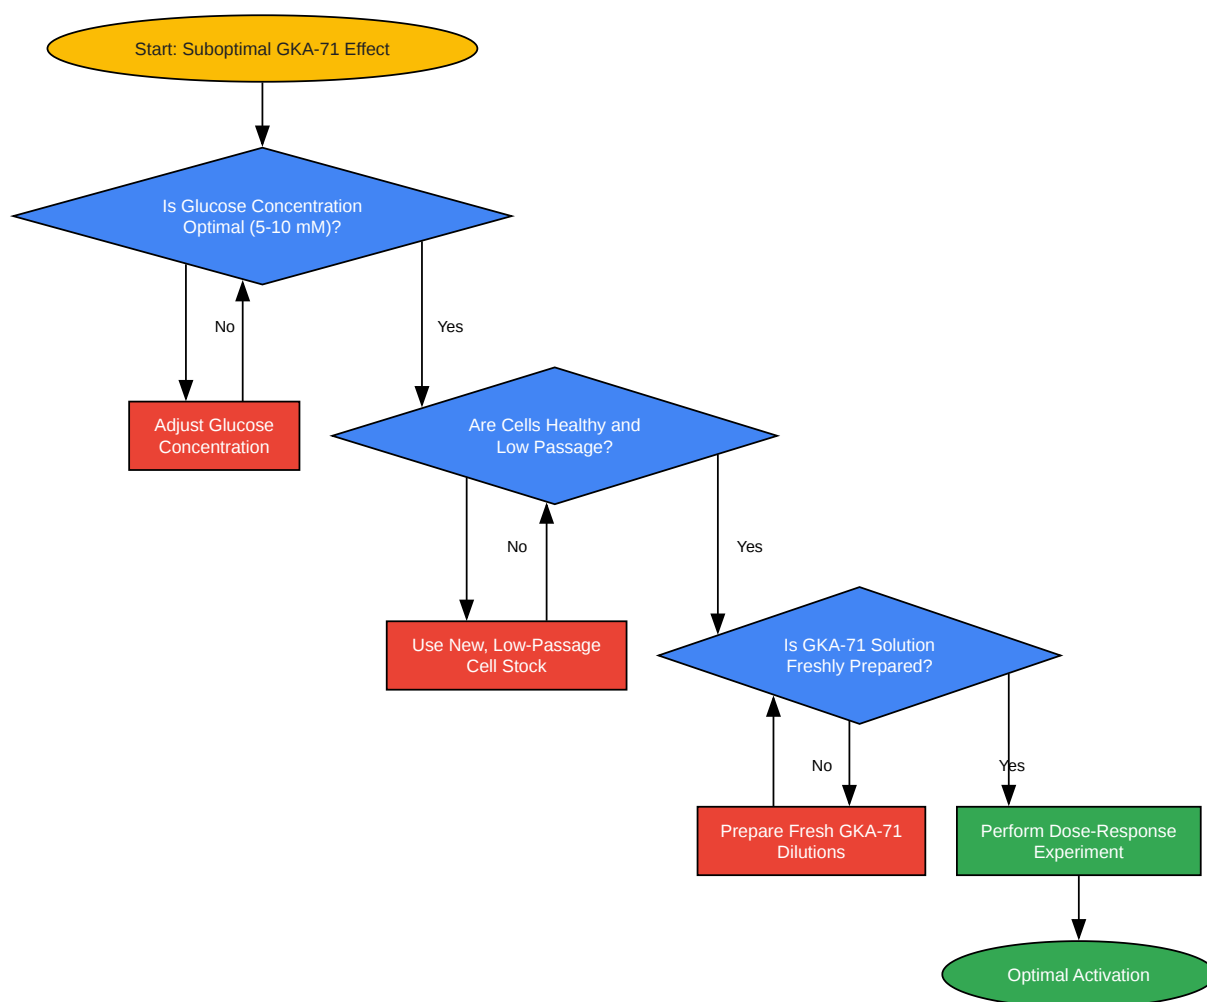 Start: Suboptimal GKA-71 Effect
Is Glucose Concentration
Optimal (5-10 mM)?
No
Yes
Adjust Glucose
Concentration
Are Cells Healthy and
Low Passage?
No
Yes
Use New, Low-Passage
Cell Stock
Is GKA-71 Solution
Freshly Prepared?
No
Yes
Prepare Fresh GKA-71
Dilutions
Perform Dose-Response
Experiment
Optimal Activation